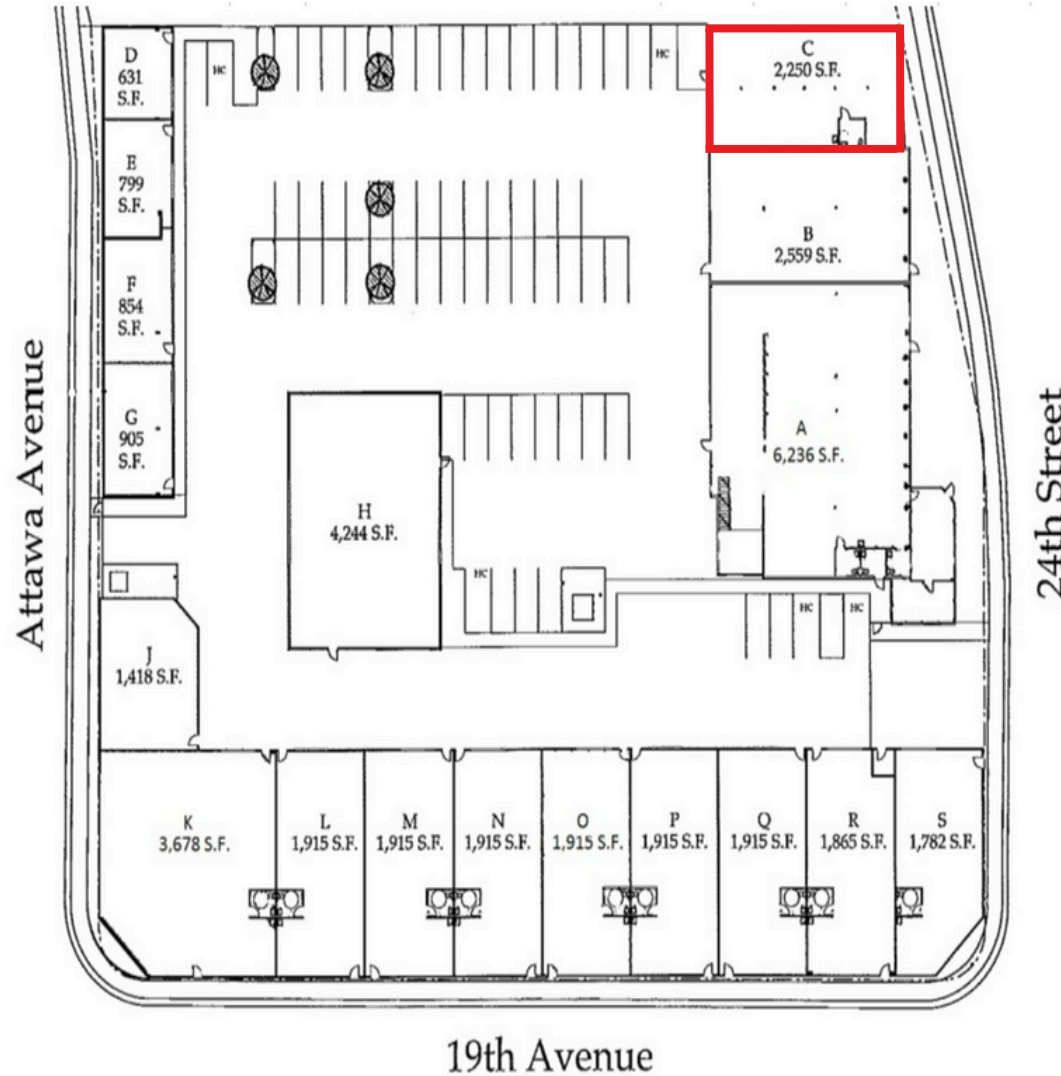 D
631
S.F.
HC
HC
C
2,250 S.F.
E
799
S.F.
B
2,559 S.F.
F
854
S.F.
G
905
S.F.
A
6,236 S.F.
H
4,244 S.F.
HC
HC
HC
J
1,418 S.F.
K
3,678 S.F.
L
1,915 S.F.
M
1,915 S.F.
N
1,915 S.F.
O
1,915 S.F.
P
1,915 S.F.
Q
1,915 S.F.
R
1,865 S.F.
S
1,782 S.F.
Attawa Avenue
24th Street
19th Avenue